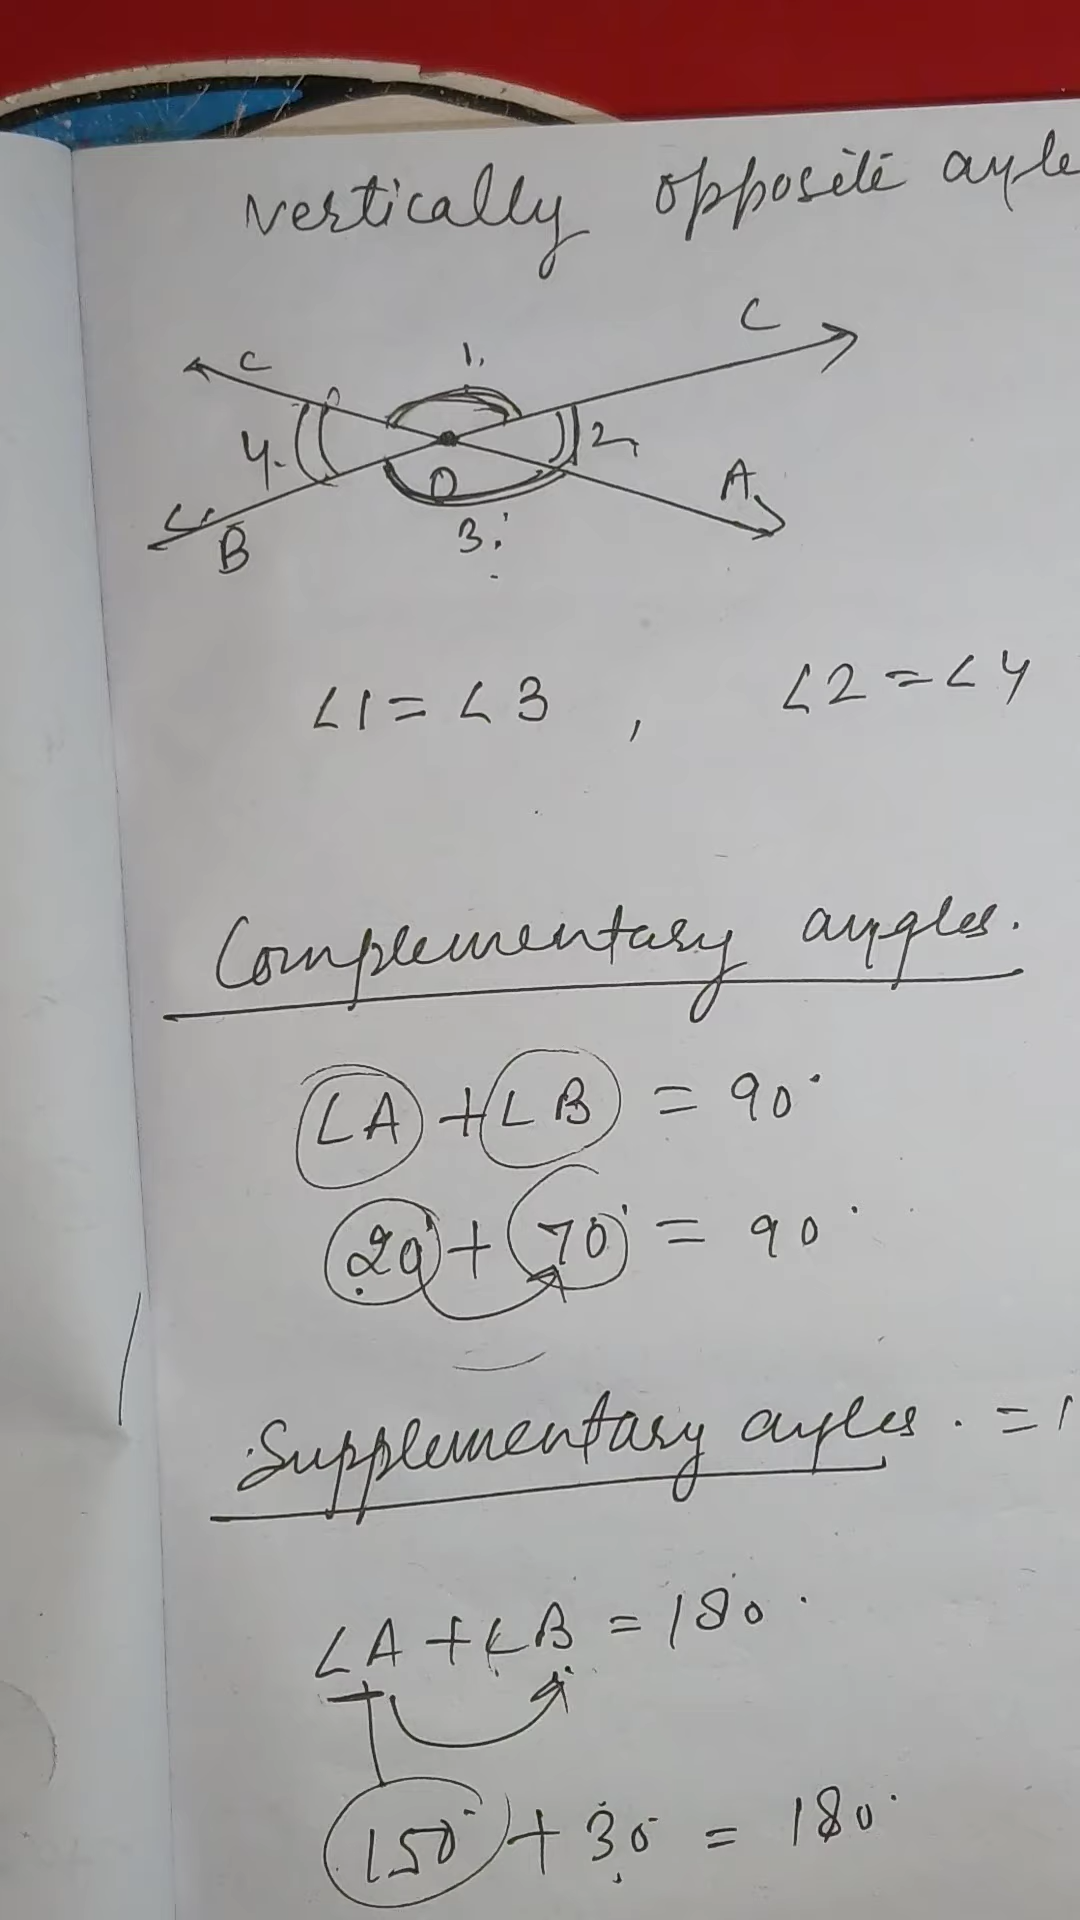 vertically opposite angle
C
C
1.
4.
2,
O
A
B
3.
∠1 = ∠3 , ∠2 = ∠4
Complementary angles.
∠A + ∠B = 90°
20° + 70° = 90°
Supplementary angles. = 1
∠A + ∠B = 180°
150° + 30° = 180°